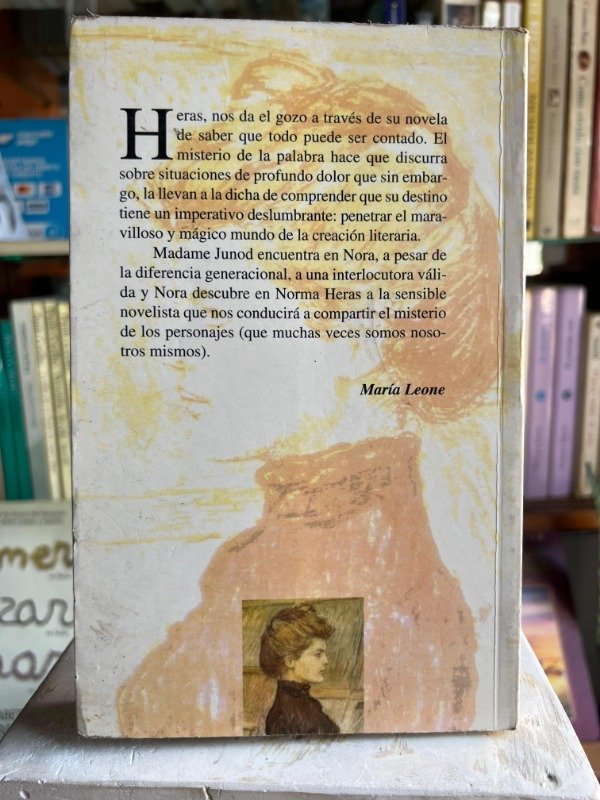 Heras, nos da el gozo a través de su novela
de saber que todo puede ser contado. El
misterio de la palabra hace que discurra
sobre situaciones de profundo dolor que sin embar-
go, la llevan a la dicha de comprender que su destino
tiene un imperativo deslumbrante: penetrar el mara-
villoso y mágico mundo de la creación literaria.
Madame Junod encuentra en Nora, a pesar de
la diferencia generacional, a una interlocutora váli-
da y Nora descubre en Norma Heras a la sensible
novelista que nos conducirá a compartir el misterio
de los personajes (que muchas veces somos noso-
tros mismos).
María Leone